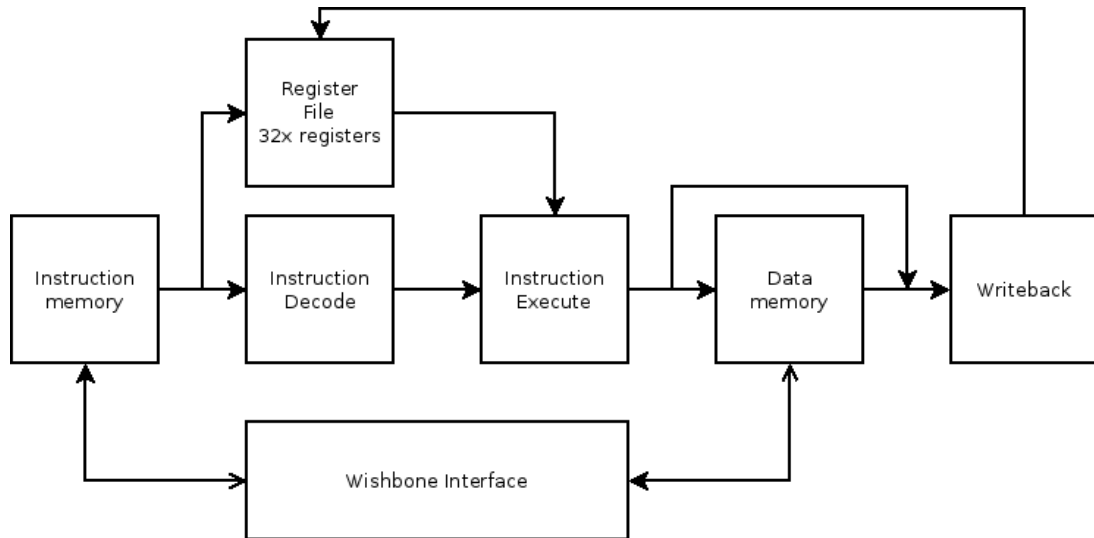 Register
File
32x registers
Instruction
memory
Instruction
Decode
Instruction
Execute
Data
memory
Writeback
Wishbone Interface